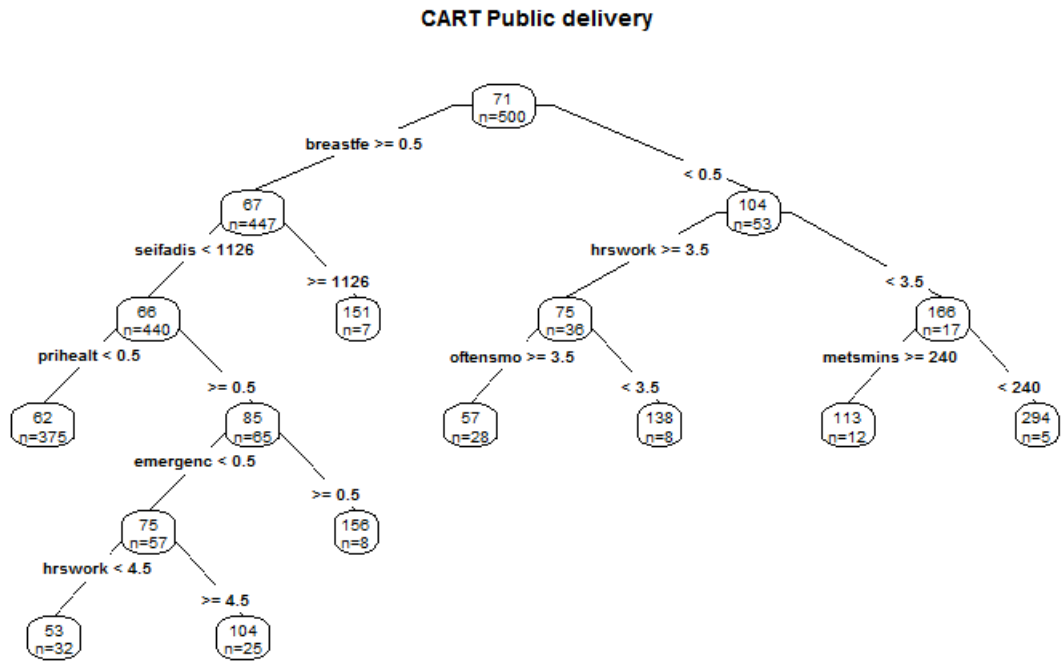 CART Public delivery
71
n=500
breastfe >= 0.5
< 0.5
67
n=447
104
n=53
seifadis < 1126
>= 1126
hrswork >= 3.5
< 3.5
66
n=440
151
n=7
75
n=36
166
n=17
prihealt < 0.5
>= 0.5
oftensmo >= 3.5
< 3.5
metsmins >= 240
< 240
62
n=375
85
n=65
57
n=28
138
n=8
113
n=12
294
n=5
emergenc < 0.5
>= 0.5
75
n=57
156
n=8
hrswork < 4.5
>= 4.5
53
n=32
104
n=25